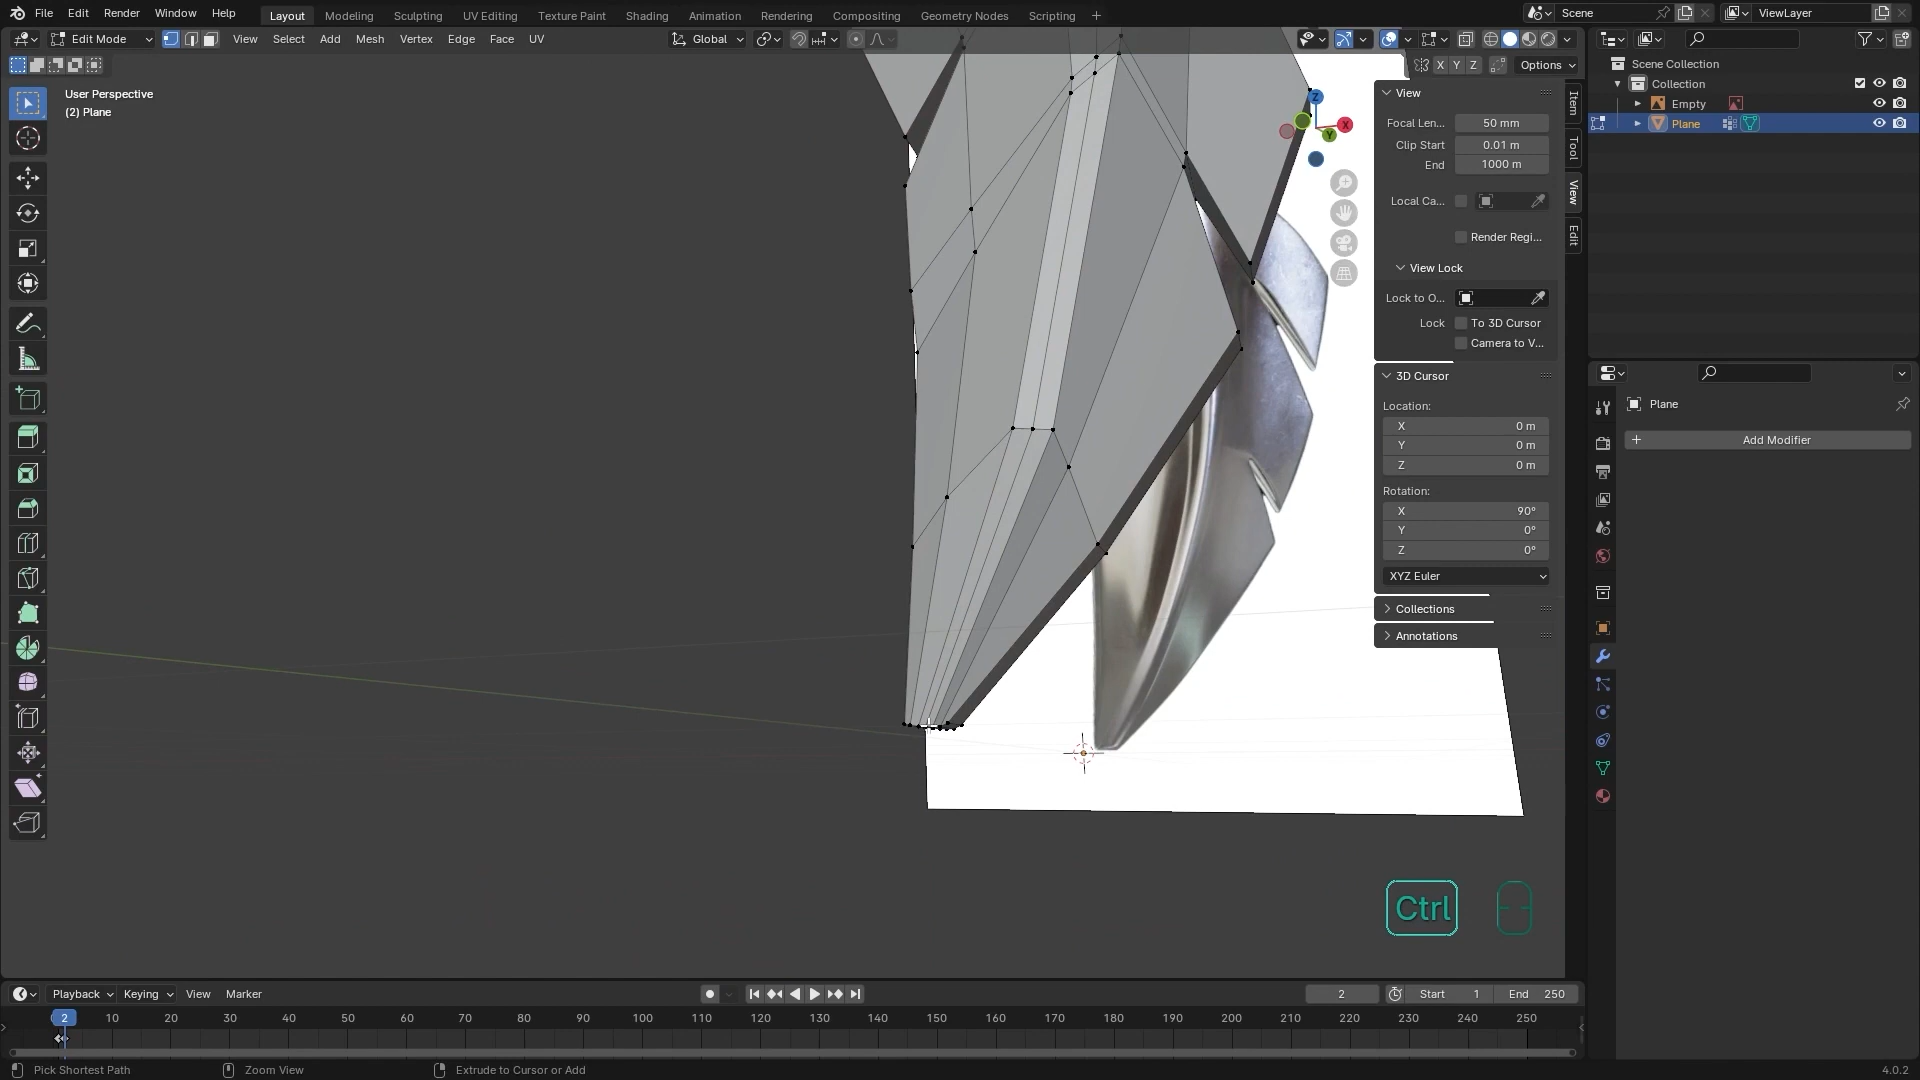 File Edit Render Window Help
Layout Modeling Sculpting UV Editing Texture Paint Shading Animation Rendering Compositing Geometry Nodes Scripting +
Scene
ViewLayer
Edit Mode View Select Add Mesh Vertex Edge Face UV
Global
X Y Z
Options
User Perspective
(2) Plane
Z
X
Y
View
Focal Len... 50 mm
Clip Start 0.01 m
End 1000 m
Local Ca...
Render Regi...
View Lock
Lock to O...
Lock To 3D Cursor
Camera to V...
3D Cursor
Location:
X 0 m
Y 0 m
Z 0 m
Rotation:
X 90°
Y 0°
Z 0°
XYZ Euler
Collections
Annotations
Item
Tool
View
Edit
Scene Collection
Collection
Empty
Plane
Plane
Add Modifier
Ctrl
Playback Keying View Marker
2
Start 1 End 250
2 10 20 30 40 50 60 70 80 90 100 110 120 130 140 150 160 170 180 190 200 210 220 230 240 250
Pick Shortest Path Zoom View Extrude to Cursor or Add
4.0.2